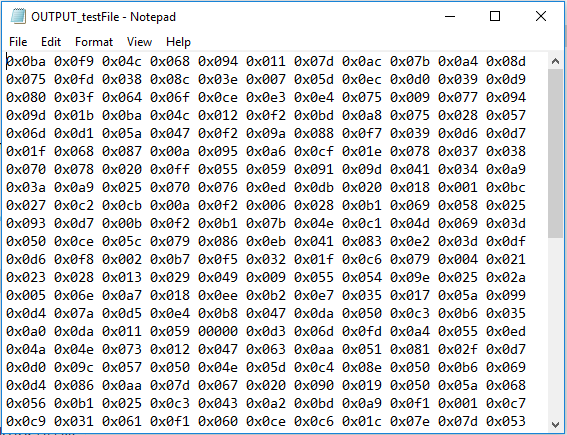 OUTPUT_testFile - Notepad
File Edit Format View Help
0x0ba 0x0f9 0x04c 0x068 0x094 0x011 0x07d 0x0ac 0x07b 0x0a4 0x08d
0x075 0x0fd 0x038 0x08c 0x03e 0x007 0x05d 0x0ec 0x0d0 0x039 0x0d9
0x080 0x03f 0x064 0x06f 0x0ce 0x0e3 0x0e4 0x075 0x009 0x077 0x094
0x09d 0x01b 0x0ba 0x04c 0x012 0x0f2 0x0bd 0x0a8 0x075 0x028 0x057
0x06d 0x0d1 0x05a 0x047 0x0f2 0x09a 0x088 0x0f7 0x039 0x0d6 0x0d7
0x01f 0x068 0x087 0x00a 0x095 0x0a6 0x0cf 0x01e 0x078 0x037 0x038
0x070 0x078 0x020 0x0ff 0x055 0x059 0x091 0x09d 0x041 0x034 0x0a9
0x03a 0x0a9 0x025 0x070 0x076 0x0ed 0x0db 0x020 0x018 0x001 0x0bc
0x027 0x0c2 0x0cb 0x00a 0x0f2 0x006 0x028 0x0b1 0x069 0x058 0x025
0x093 0x0d7 0x00b 0x0f2 0x0b1 0x07b 0x04e 0x0c1 0x04d 0x069 0x03d
0x050 0x0ce 0x05c 0x079 0x086 0x0eb 0x041 0x083 0x0e2 0x03d 0x0df
0x0d6 0x0f8 0x002 0x0b7 0x0f5 0x032 0x01f 0x0c6 0x079 0x004 0x021
0x023 0x028 0x013 0x029 0x049 0x009 0x055 0x054 0x09e 0x025 0x02a
0x005 0x06e 0x0a7 0x018 0x0ee 0x0b2 0x0e7 0x035 0x017 0x05a 0x099
0x0d4 0x07a 0x0d5 0x0e4 0x0b8 0x047 0x0da 0x050 0x0c3 0x0b6 0x035
0x0a0 0x0da 0x011 0x059 00000 0x0d3 0x06d 0x0fd 0x0a4 0x055 0x0ed
0x04a 0x04e 0x073 0x012 0x047 0x063 0x0aa 0x051 0x081 0x02f 0x0d7
0x0d0 0x09c 0x057 0x050 0x04e 0x05d 0x0c4 0x08e 0x050 0x0b6 0x069
0x0d4 0x086 0x0aa 0x07d 0x067 0x020 0x090 0x019 0x050 0x05a 0x068
0x056 0x0b1 0x025 0x0c3 0x043 0x0a2 0x0bd 0x0a9 0x0f1 0x001 0x0c7
0x0c9 0x031 0x061 0x0f1 0x060 0x0ce 0x0c6 0x01c 0x07e 0x07d 0x053